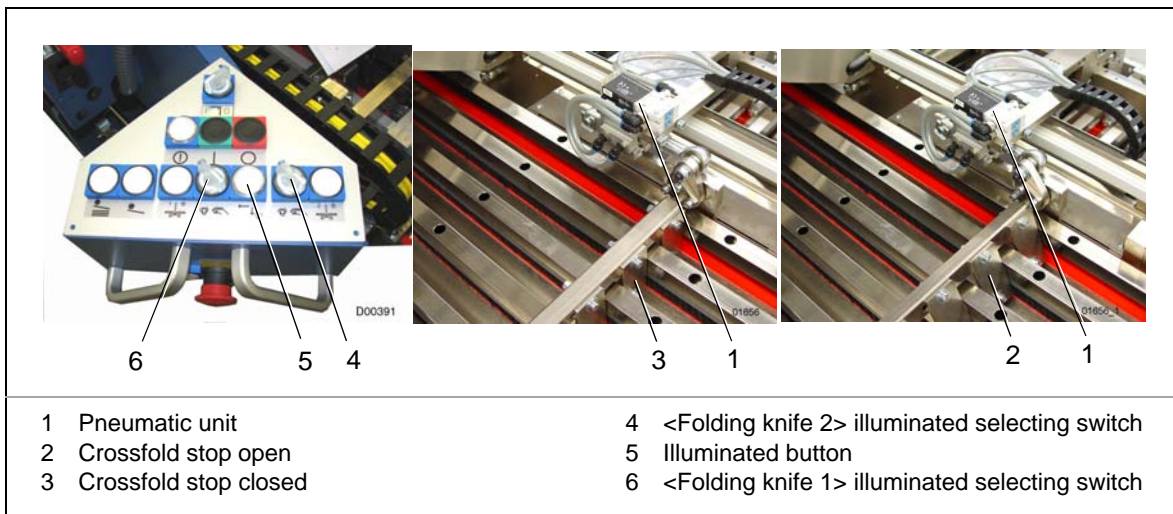 D00391
01656
01656_1
6
5
4
3
1
2
1
1 Pneumatic unit
2 Crossfold stop open
3 Crossfold stop closed
4 <Folding knife 2> illuminated selecting switch
5 Illuminated button
6 <Folding knife 1> illuminated selecting switch